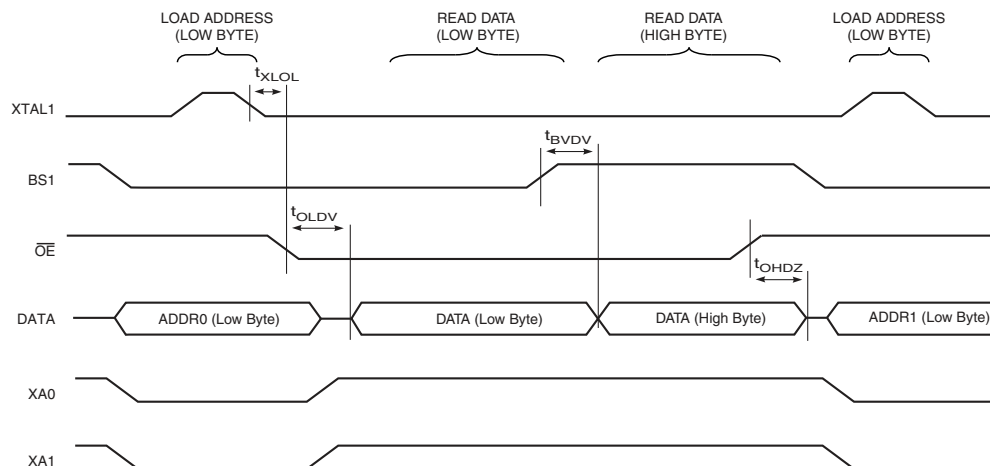 LOAD ADDRESS
(LOW BYTE)
READ DATA
(LOW BYTE)
READ DATA
(HIGH BYTE)
LOAD ADDRESS
(LOW BYTE)
tXLOL
XTAL1
tBVDV
BS1
tOLDV
OE
tOHDZ
DATA
ADDR0 (Low Byte)
DATA (Low Byte)
DATA (High Byte)
ADDR1 (Low Byte)
XA0
XA1